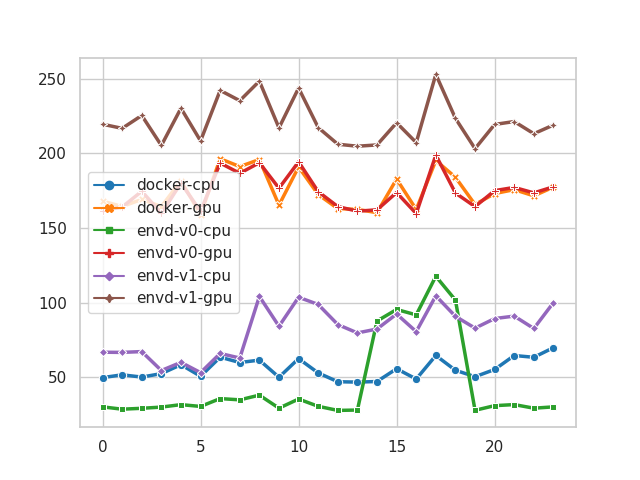 250
200
150
100
50
docker-cpu
docker-gpu
envd-v0-cpu
envd-v0-gpu
envd-v1-cpu
envd-v1-gpu
0 5 10 15 20